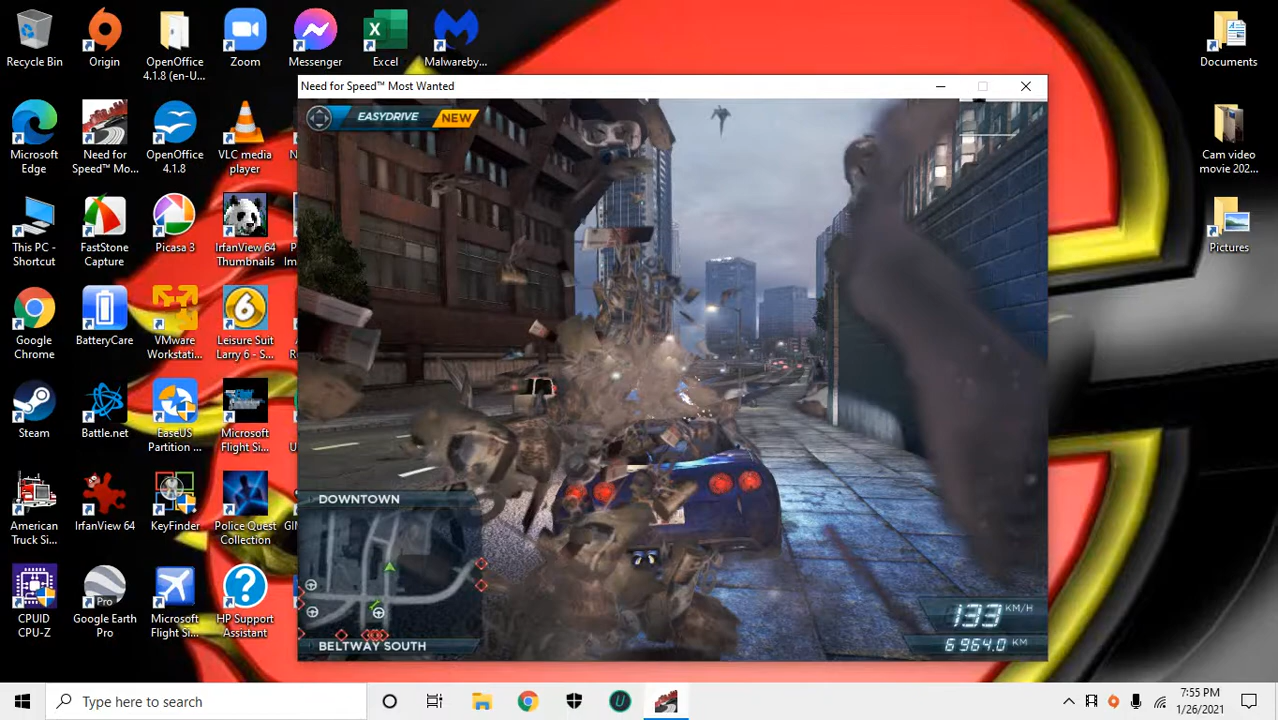 Recycle Bin
Origin
OpenOffice
4.1.8 (en-U...
Zoom
Messenger
Excel
Malwareby...
Documents
Need for Speed™ Most Wanted
EASYDRIVE
NEW
Microsoft
Edge
Need for
Speed™ Mo...
OpenOffice
4.1.8
VLC media
player
Cam video
movie 202...
This PC -
Shortcut
FastStone
Capture
Picasa 3
IrfanView 64
Thumbnails
Pictures
Google
Chrome
BatteryCare
VMware
Workstati...
6
Leisure Suit
Larry 6 - S...
Steam
Battle.net
EaseUS
Partition ...
Microsoft
Flight Si...
American
Truck Si...
IrfanView 64
KeyFinder
Police Quest
Collection
DOWNTOWN
CPUID
CPU-Z
Pro
Google Earth
Pro
Microsoft
Flight Si...
HP Support
Assistant
BELTWAY SOUTH
133 KM/H
6964.0 KM
Type here to search
7:55 PM
1/26/2021